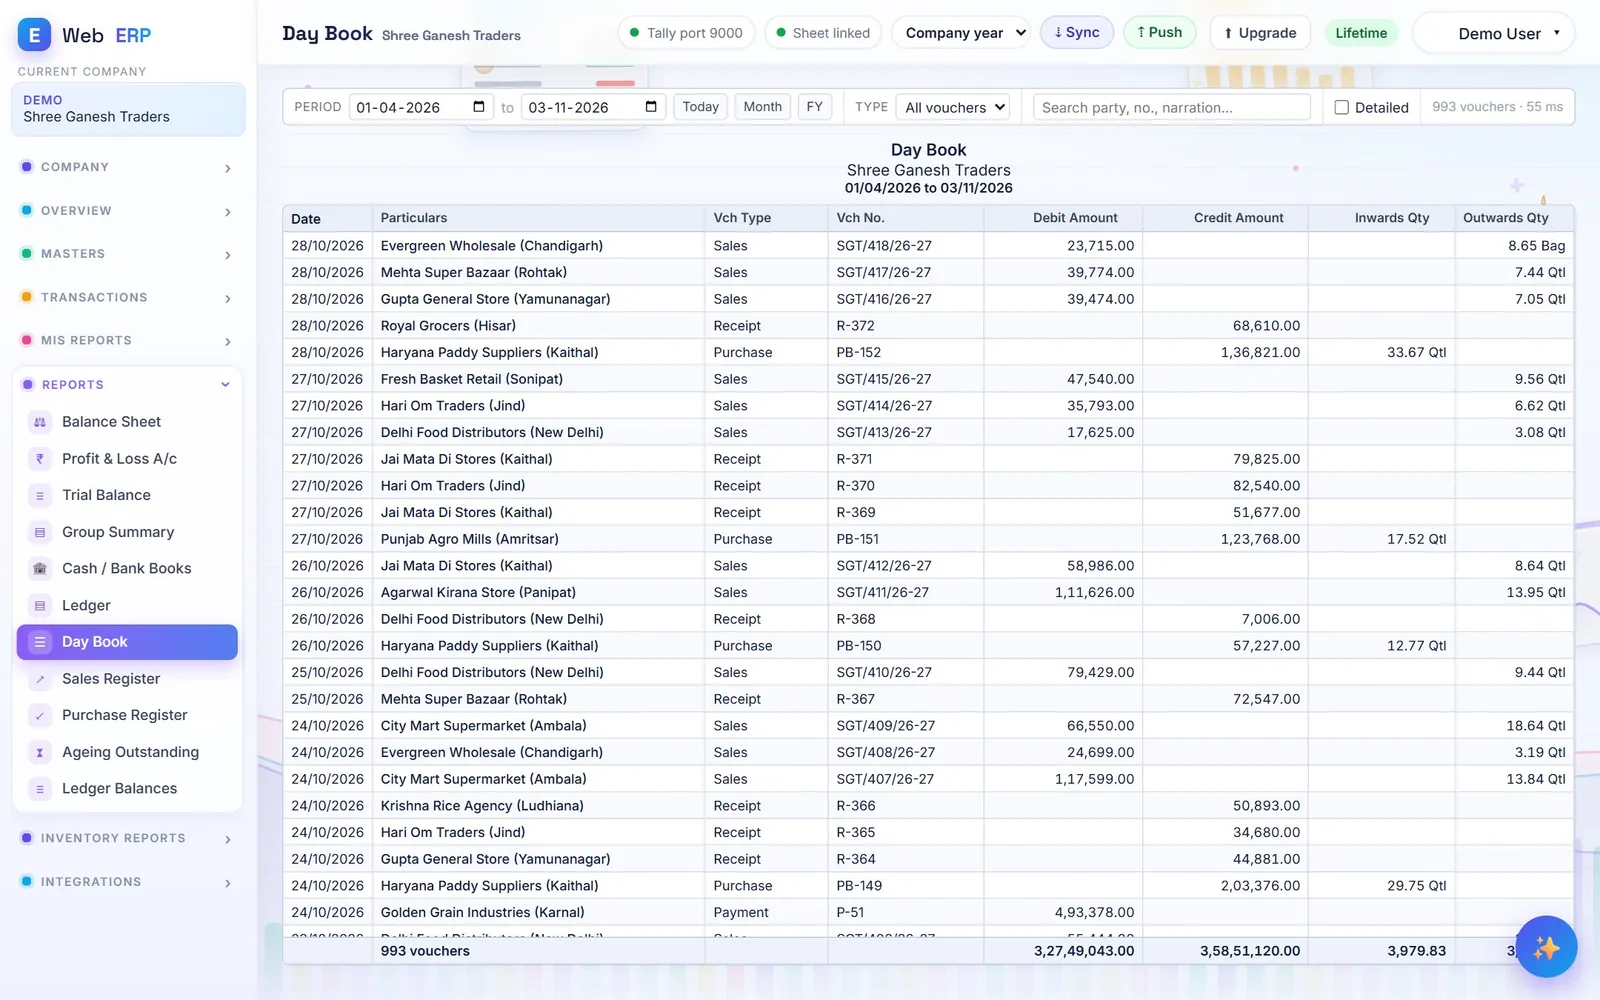 E Web ERP
CURRENT COMPANY
DEMO
Shree Ganesh Traders
COMPANY
OVERVIEW
MASTERS
TRANSACTIONS
MIS REPORTS
REPORTS
Balance Sheet
₹ Profit & Loss A/c
Trial Balance
Group Summary
Cash / Bank Books
Ledger
Day Book
Sales Register
Purchase Register
Ageing Outstanding
Ledger Balances
INVENTORY REPORTS
INTEGRATIONS
Day Book Shree Ganesh Traders Tally port 9000 Sheet linked Company year ↓ Sync ↑ Push ⬆ Upgrade Lifetime Demo User
PERIOD 01-04-2026 to 03-11-2026 Today Month FY TYPE All vouchers Search party, no., narration... Detailed 993 vouchers · 55 ms
Day Book
Shree Ganesh Traders
01/04/2026 to 03/11/2026
Date Particulars Vch Type Vch No. Debit Amount Credit Amount Inwards Qty Outwards Qty
28/10/2026 Evergreen Wholesale (Chandigarh) Sales SGT/418/26-27 23,715.00 8.65 Bag
28/10/2026 Mehta Super Bazaar (Rohtak) Sales SGT/417/26-27 39,774.00 7.44 Qtl
28/10/2026 Gupta General Store (Yamunanagar) Sales SGT/416/26-27 39,474.00 7.05 Qtl
28/10/2026 Royal Grocers (Hisar) Receipt R-372 68,610.00
28/10/2026 Haryana Paddy Suppliers (Kaithal) Purchase PB-152 1,36,821.00 33.67 Qtl
27/10/2026 Fresh Basket Retail (Sonipat) Sales SGT/415/26-27 47,540.00 9.56 Qtl
27/10/2026 Hari Om Traders (Jind) Sales SGT/414/26-27 35,793.00 6.62 Qtl
27/10/2026 Delhi Food Distributors (New Delhi) Sales SGT/413/26-27 17,625.00 3.08 Qtl
27/10/2026 Jai Mata Di Stores (Kaithal) Receipt R-371 79,825.00
27/10/2026 Hari Om Traders (Jind) Receipt R-370 82,540.00
27/10/2026 Jai Mata Di Stores (Kaithal) Receipt R-369 51,677.00
27/10/2026 Punjab Agro Mills (Amritsar) Purchase PB-151 1,23,768.00 17.52 Qtl
26/10/2026 Jai Mata Di Stores (Kaithal) Sales SGT/412/26-27 58,986.00 8.64 Qtl
26/10/2026 Agarwal Kirana Store (Panipat) Sales SGT/411/26-27 1,11,626.00 13.95 Qtl
26/10/2026 Delhi Food Distributors (New Delhi) Receipt R-368 7,006.00
26/10/2026 Haryana Paddy Suppliers (Kaithal) Purchase PB-150 57,227.00 12.77 Qtl
25/10/2026 Delhi Food Distributors (New Delhi) Sales SGT/410/26-27 79,429.00 9.44 Qtl
25/10/2026 Mehta Super Bazaar (Rohtak) Receipt R-367 72,547.00
24/10/2026 City Mart Supermarket (Ambala) Sales SGT/409/26-27 66,550.00 18.64 Qtl
24/10/2026 Evergreen Wholesale (Chandigarh) Sales SGT/408/26-27 24,699.00 3.19 Qtl
24/10/2026 City Mart Supermarket (Ambala) Sales SGT/407/26-27 1,17,599.00 13.84 Qtl
24/10/2026 Krishna Rice Agency (Ludhiana) Receipt R-366 50,893.00
24/10/2026 Hari Om Traders (Jind) Receipt R-365 34,680.00
24/10/2026 Gupta General Store (Yamunanagar) Receipt R-364 44,881.00
24/10/2026 Haryana Paddy Suppliers (Kaithal) Purchase PB-149 2,03,376.00 29.75 Qtl
24/10/2026 Golden Grain Industries (Karnal) Payment P-51 4,93,378.00
993 vouchers 3,27,49,043.00 3,58,51,120.00 3,979.83